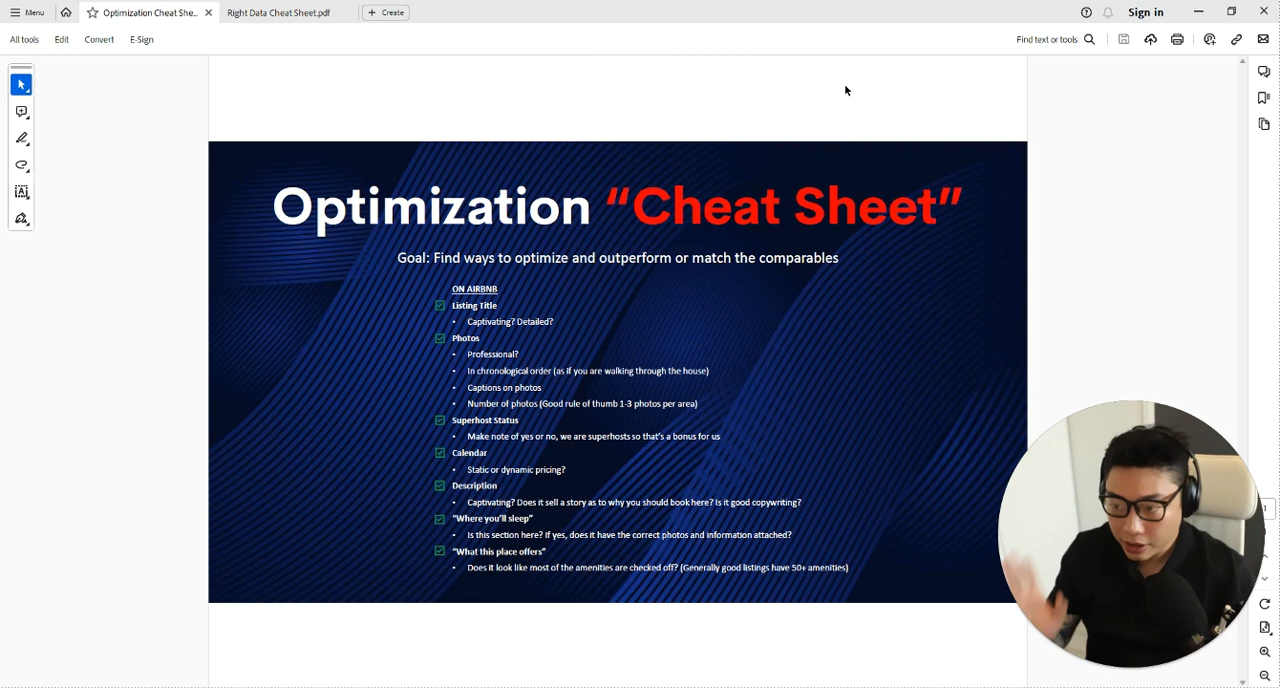 Menu
Optimization Cheat She...
Right Data Cheat Sheet.pdf
Create
Sign in
All tools
Edit
Convert
E-Sign
Find text or tools
Optimization “Cheat Sheet”
Goal: Find ways to optimize and outperform or match the comparables
ON AIRBNB
Listing Title
• Captivating? Detailed?
Photos
• Professional?
• In chronological order (as if you are walking through the house)
• Captions on photos
• Number of photos (Good rule of thumb 1-3 photos per area)
Superhost Status
• Make note of yes or no, we are superhosts so that's a bonus for us
Calendar
• Static or dynamic pricing?
Description
• Captivating? Does it sell a story as to why you should book here? Is it good copywriting?
"Where you'll sleep"
• Is this section here? If yes, does it have the correct photos and information attached?
"What this place offers"
• Does it look like most of the amenities are checked off? (Generally good listings have 50+ amenities)
1